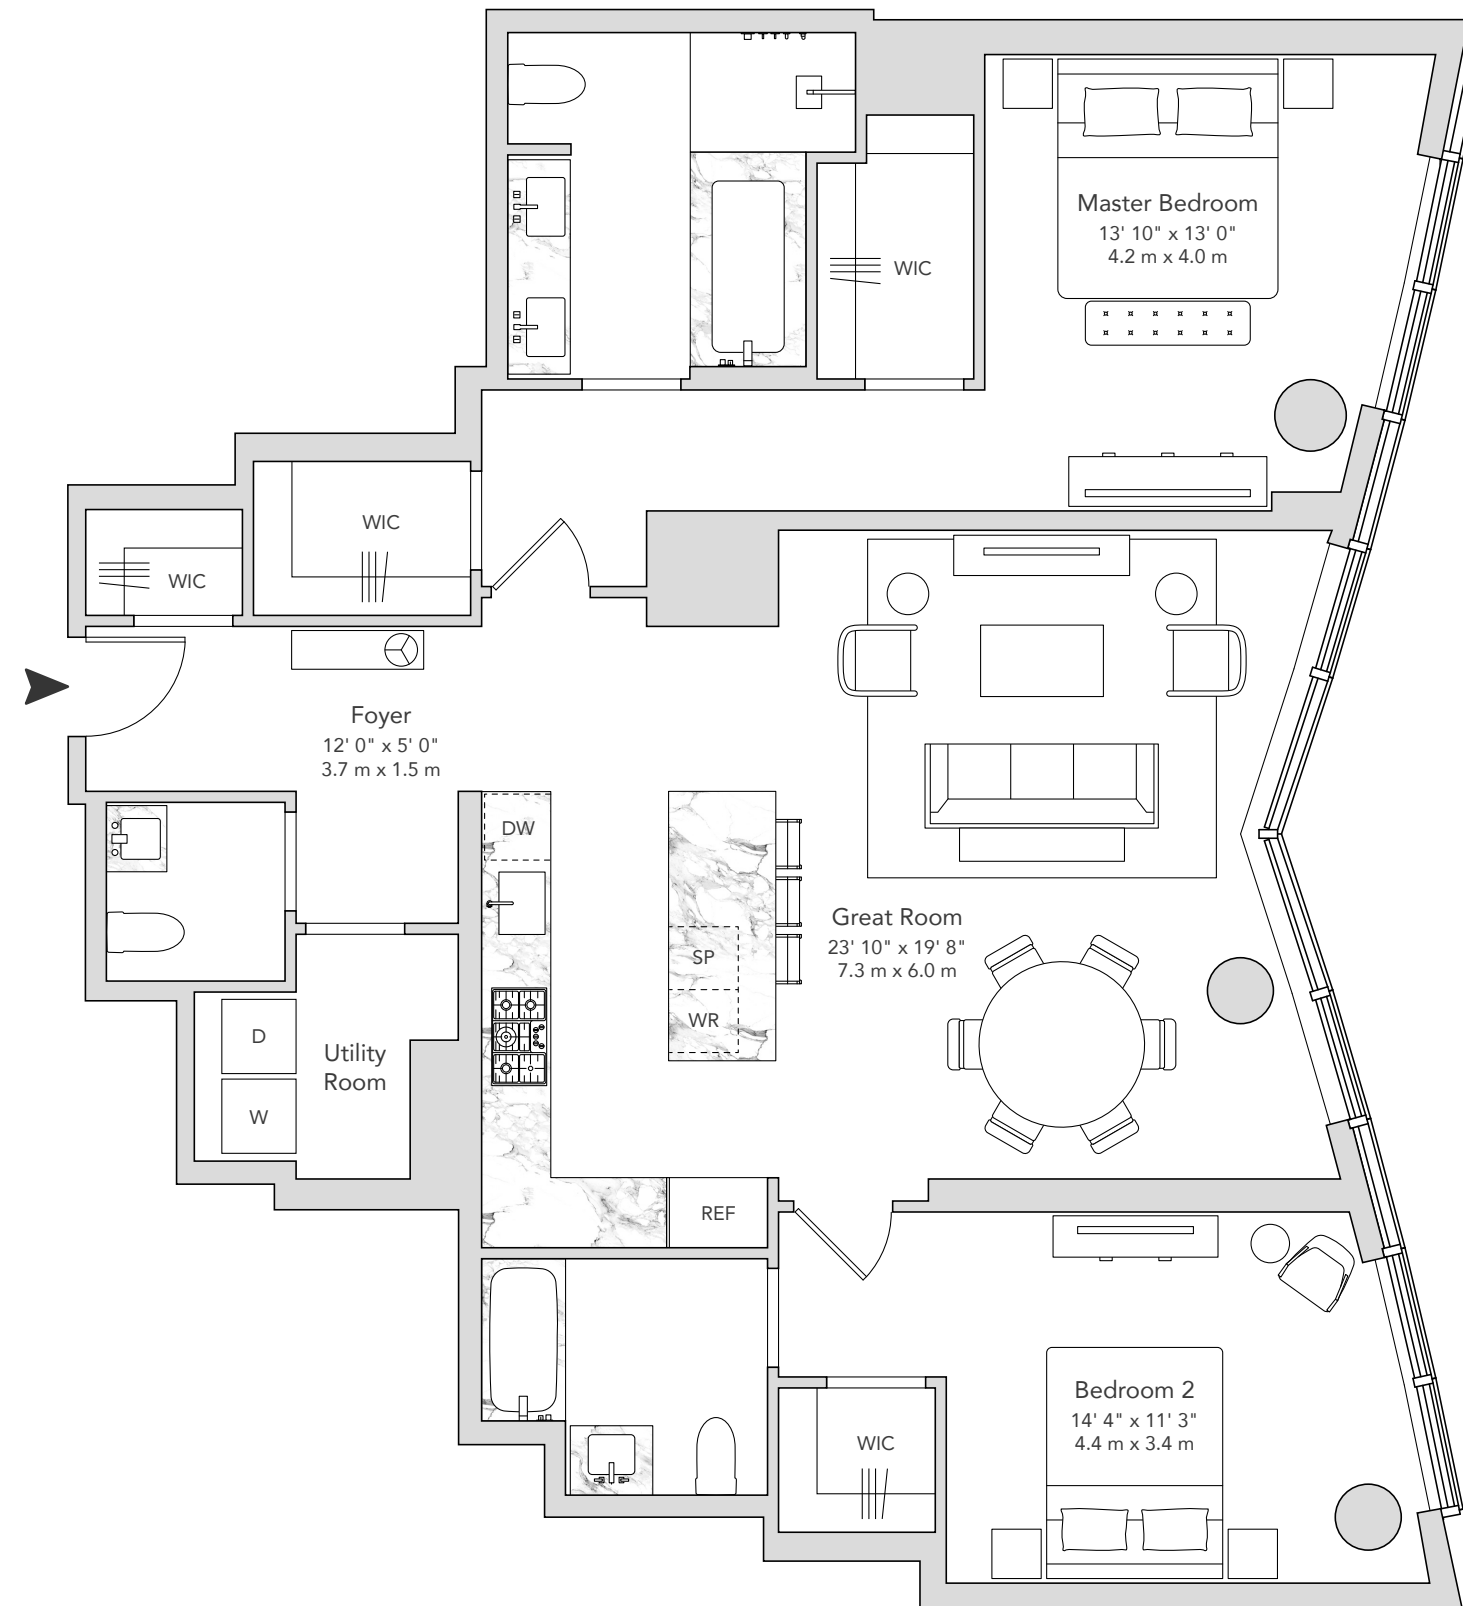 Master Bedroom
13' 10" x 13' 0"
4.2 m x 4.0 m
WIC
WIC
WIC
Foyer
12' 0" x 5' 0"
3.7 m x 1.5 m
DW
Great Room
23' 10" x 19' 8"
7.3 m x 6.0 m
SP
WR
D
Utility
Room
W
REF
Bedroom 2
14' 4" x 11' 3"
4.4 m x 3.4 m
WIC